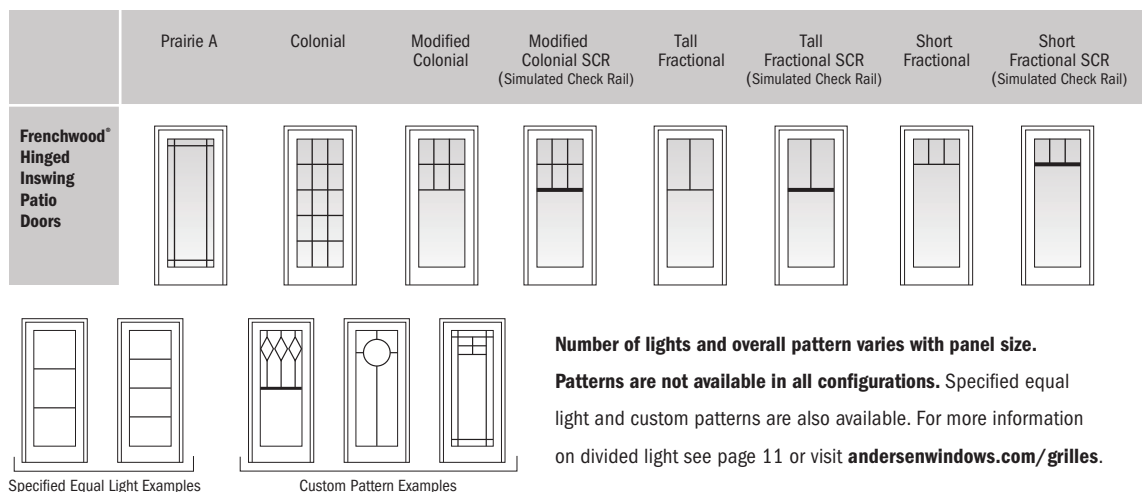 Prairie A
Colonial
Modified
Colonial
Modified
Colonial SCR
(Simulated Check Rail)
Tall
Fractional
Tall
Fractional SCR
(Simulated Check Rail)
Short
Fractional
Short
Fractional SCR
(Simulated Check Rail)
Frenchwood®
Hinged
Inswing
Patio
Doors
Specified Equal Light Examples
Custom Pattern Examples
Number of lights and overall pattern varies with panel size.
Patterns are not available in all configurations. Specified equal
light and custom patterns are also available. For more information
on divided light see page 11 or visit andersenwindows.com/grilles.